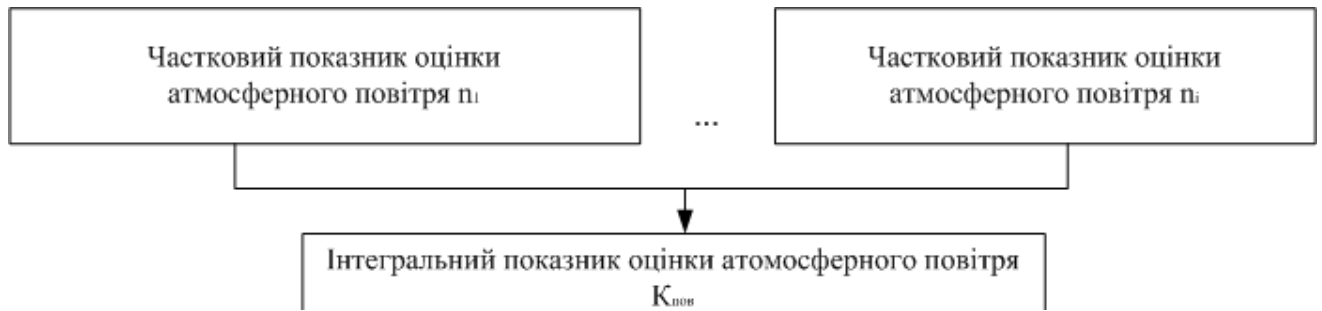 Частковий показник оцінки
атмосферного повітря n₁
...
Частковий показник оцінки
атмосферного повітря nᵢ
Інтегральний показник оцінки атомосферного повітря
Kпов